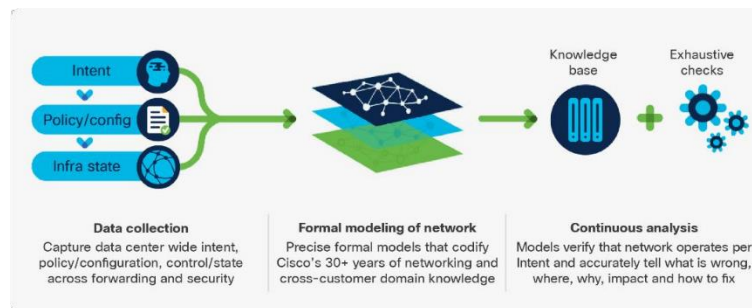 Intent
Policy/config
Infra state
Knowledge
base
Exhaustive
checks
Data collection
Capture data center wide intent,
policy/configuration, control/state
across forwarding and security
Formal modeling of network
Precise formal models that codify
Cisco's 30+ years of networking and
cross-customer domain knowledge
Continuous analysis
Models verify that network operates per
Intent and accurately tell what is wrong,
where, why, impact and how to fix